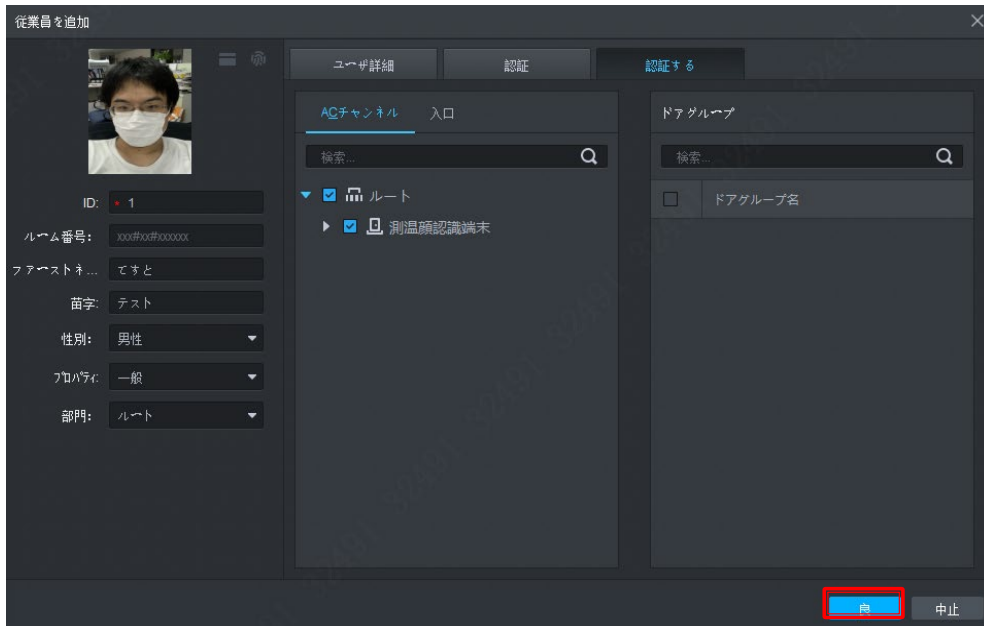 従業員を追加
ユーザ詳細 認証 認証する
ACチャンネル 入口
ドアグループ
検索...
検索...
ルート
測温顔認識端末
ドアグループ名
ID: * 1
ルーム番号: xxx#xx#xxxxxx
ファーストネ... てすと
苗字: テスト
性別: 男性
プロパティ: 一般
部門: ルート
良 中止